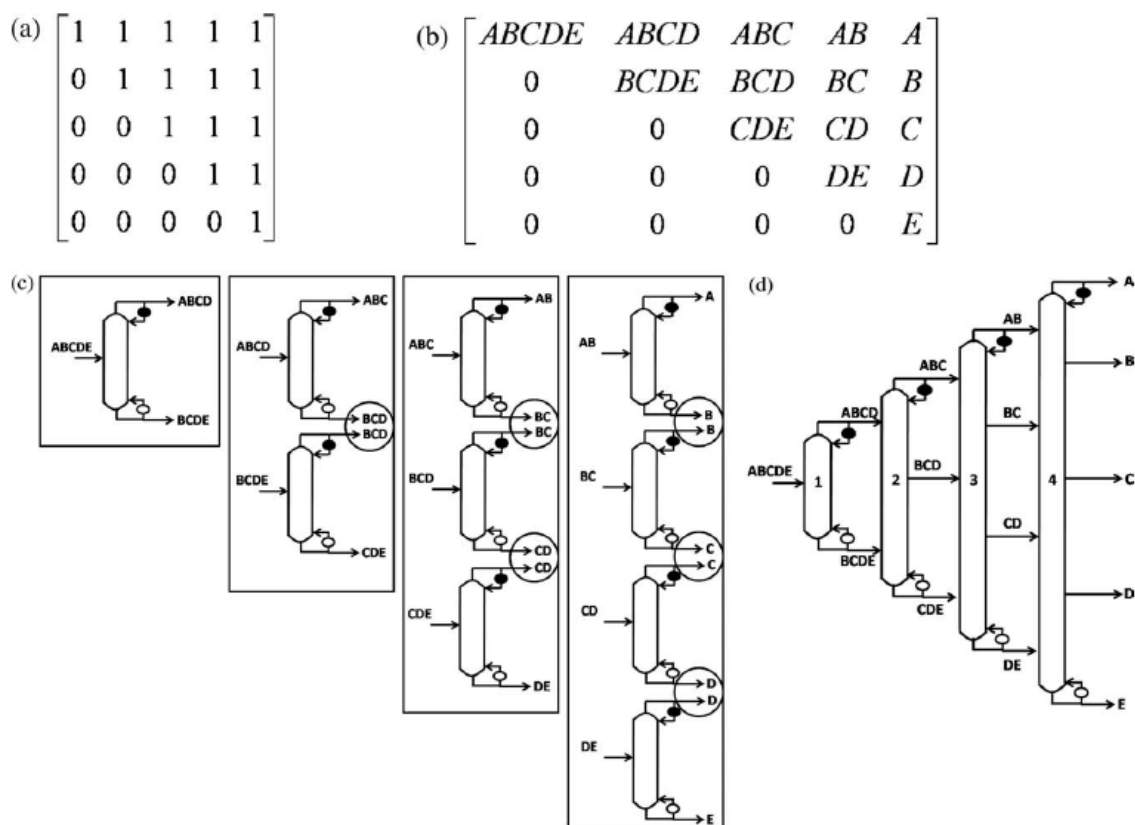 (a)
1 1 1 1 1
0 1 1 1 1
0 0 1 1 1
0 0 0 1 1
0 0 0 0 1
(b)
ABCDE ABCD ABC AB A
0 BCDE BCD BC B
0 0 CDE CD C
0 0 0 DE D
0 0 0 0 E
(c)
ABCD
ABCDE
BCDE
ABC
ABCD
BCD
BCD
BCDE
CDE
AB
ABC
BC
BC
BCD
CD
CD
CDE
DE
A
AB
B
B
BC
C
C
CD
D
D
DE
E
(d)
A
AB
B
ABC
BC
ABCD
ABCDE
1
BCD
2
3
4
C
CD
BCDE
D
CDE
DE
E